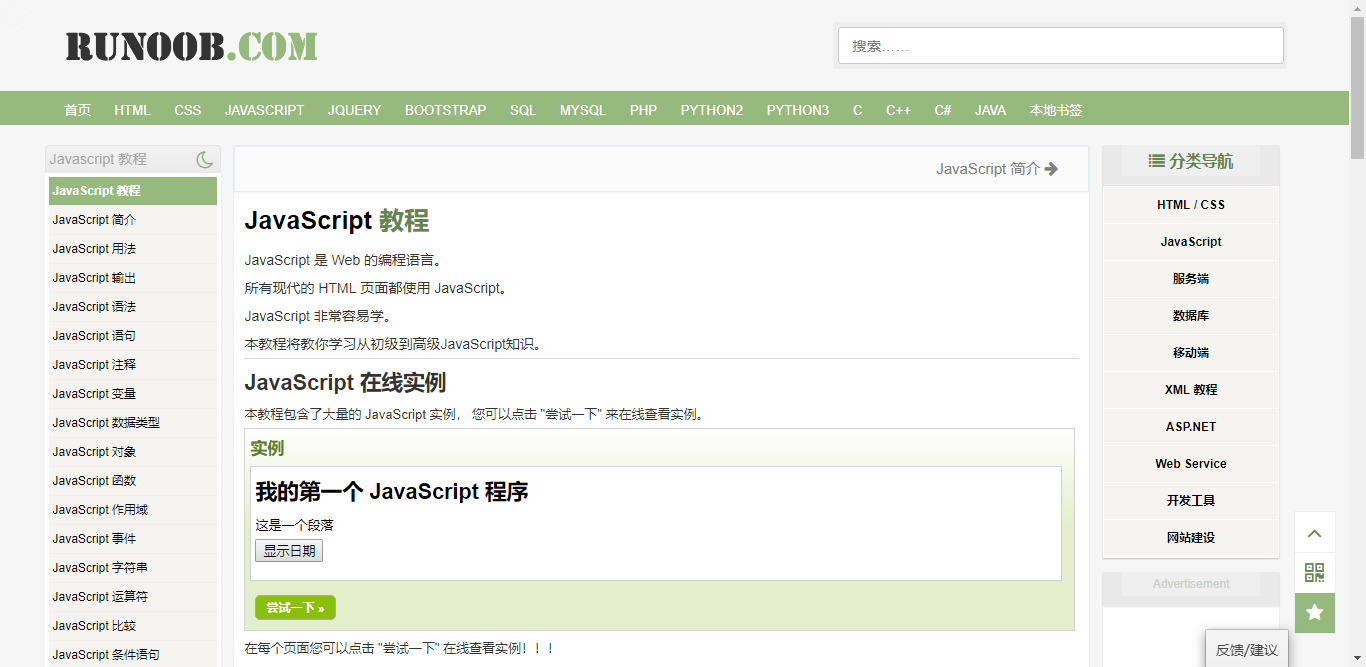 RUNOOB.COM
搜索……
首页 HTML CSS JAVASCRIPT JQUERY BOOTSTRAP SQL MYSQL PHP PYTHON2 PYTHON3 C C++ C# JAVA 本地书签
Javascript 教程
JavaScript 教程
JavaScript 简介
JavaScript 用法
JavaScript 输出
JavaScript 语法
JavaScript 语句
JavaScript 注释
JavaScript 变量
JavaScript 数据类型
JavaScript 对象
JavaScript 函数
JavaScript 作用域
JavaScript 事件
JavaScript 字符串
JavaScript 运算符
JavaScript 比较
JavaScript 条件语句
JavaScript 简介
JavaScript 教程
JavaScript 是 Web 的编程语言。
所有现代的 HTML 页面都使用 JavaScript。
JavaScript 非常容易学。
本教程将教你学习从初级到高级JavaScript知识。
JavaScript 在线实例
本教程包含了大量的 JavaScript 实例， 您可以点击 "尝试一下" 来在线查看实例。
实例
我的第一个 JavaScript 程序
这是一个段落
显示日期
尝试一下 »
在每个页面您可以点击 "尝试一下" 在线查看实例！！！
分类导航
HTML / CSS
JavaScript
服务端
数据库
移动端
XML 教程
ASP.NET
Web Service
开发工具
网站建设
Advertisement
反馈/建议